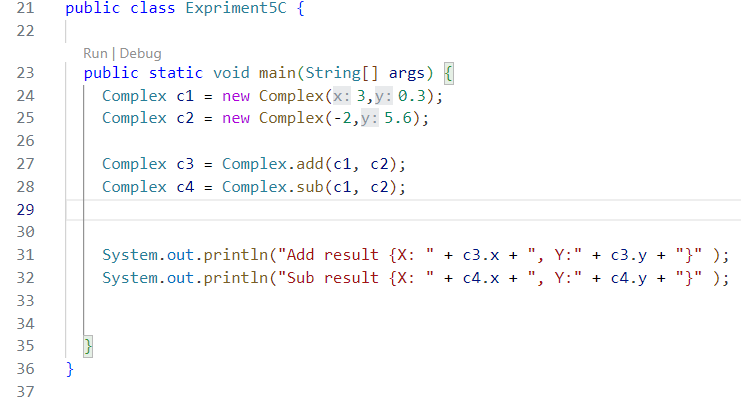 21 public class Expriment5C {
22
Run | Debug
23 public static void main(String[] args) {
24 Complex c1 = new Complex(x: 3,y: 0.3);
25 Complex c2 = new Complex(-2,y: 5.6);
26
27 Complex c3 = Complex.add(c1, c2);
28 Complex c4 = Complex.sub(c1, c2);
29
30
31 System.out.println("Add result {X: " + c3.x + ", Y:" + c3.y + "}" );
32 System.out.println("Sub result {X: " + c4.x + ", Y:" + c4.y + "}" );
33
34
35 }
36 }
37